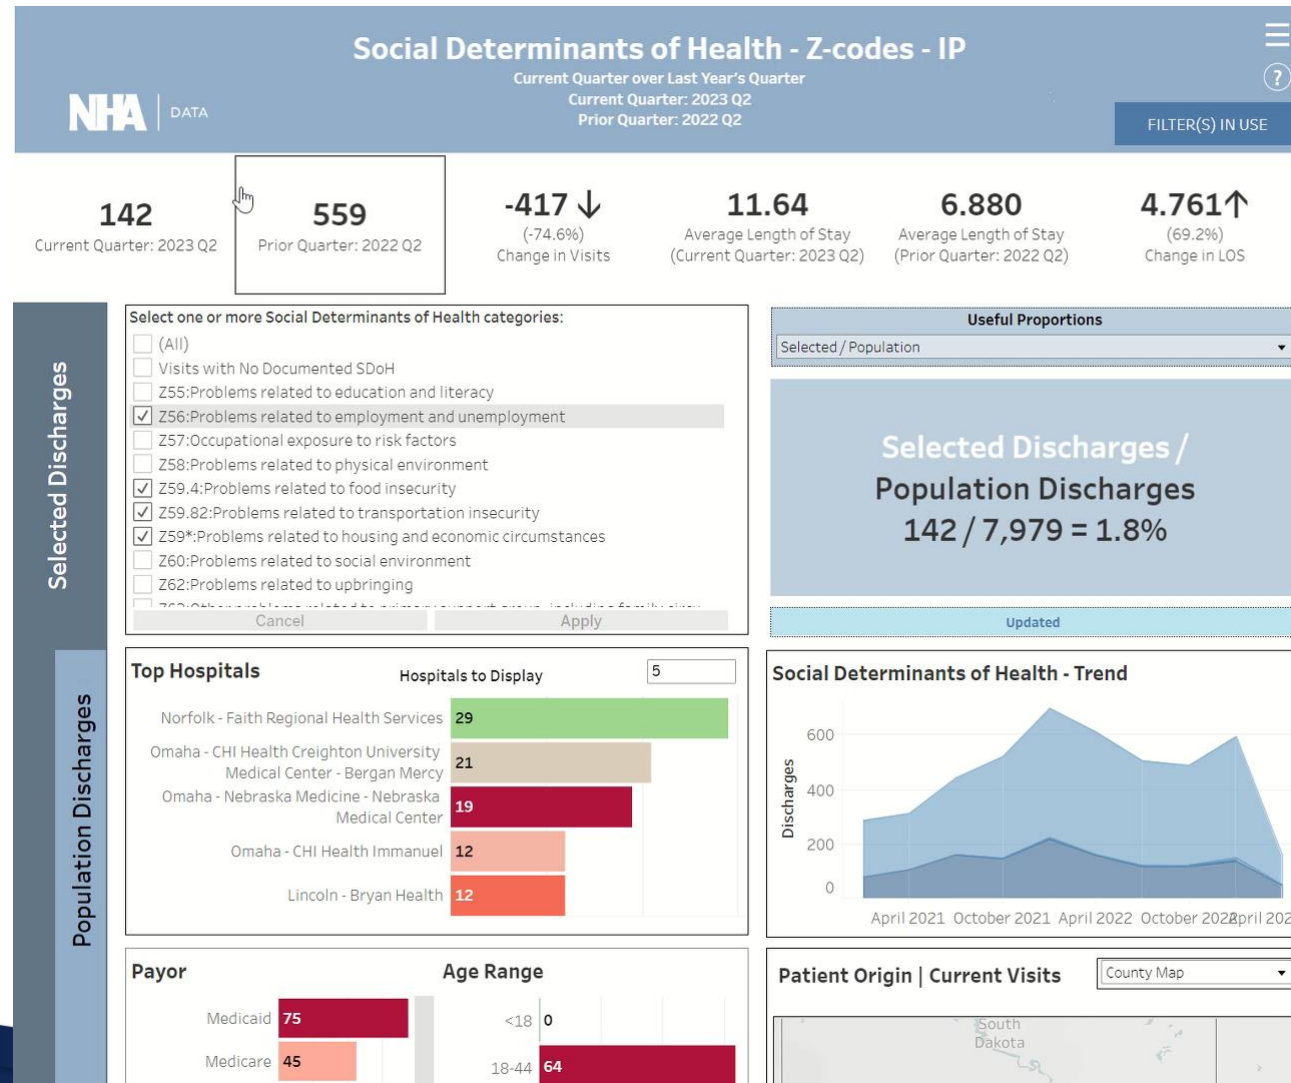 Social Determinants of Health - Z-codes - IP
Current Quarter over Last Year's Quarter
Current Quarter: 2023 Q2
Prior Quarter: 2022 Q2
NHA DATA
?
FILTER(S) IN USE
142
Current Quarter: 2023 Q2
559
Prior Quarter: 2022 Q2
-417 ↓
(-74.6%)
Change in Visits
11.64
Average Length of Stay
(Current Quarter: 2023 Q2)
6.880
Average Length of Stay
(Prior Quarter: 2022 Q2)
4.761↑
(69.2%)
Change in LOS
Selected Discharges
Population Discharges
Select one or more Social Determinants of Health categories:
(All)
Visits with No Documented SDoH
Z55:Problems related to education and literacy
Z56:Problems related to employment and unemployment
Z57:Occupational exposure to risk factors
Z58:Problems related to physical environment
Z59.4:Problems related to food insecurity
Z59.82:Problems related to transportation insecurity
Z59*:Problems related to housing and economic circumstances
Z60:Problems related to social environment
Z62:Problems related to upbringing
Cancel
Apply
Useful Proportions
Selected / Population
Selected Discharges /
Population Discharges
142 / 7,979 = 1.8%
Updated
Top Hospitals
Hospitals to Display
5
Norfolk - Faith Regional Health Services 29
Omaha - CHI Health Creighton University
Medical Center - Bergan Mercy 21
Omaha - Nebraska Medicine - Nebraska
Medical Center 19
Omaha - CHI Health Immanuel 12
Lincoln - Bryan Health 12
Social Determinants of Health - Trend
Discharges
600
400
200
0
April 2021 October 2021 April 2022 October 2022 April 202
Payor
Medicaid 75
Medicare 45
Age Range
<18 0
18-44 64
Patient Origin | Current Visits
County Map
South
Dakota